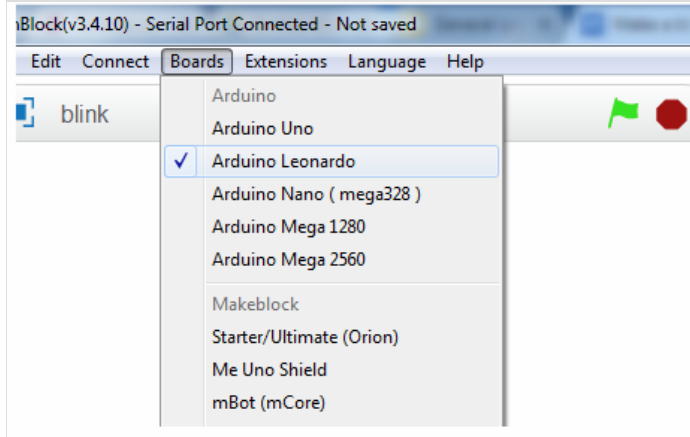 nBlock(v3.4.10) - Serial Port Connected - Not saved
Edit Connect Boards Extensions Language Help
blink
Arduino
Arduino Uno
✓ Arduino Leonardo
Arduino Nano ( mega328 )
Arduino Mega 1280
Arduino Mega 2560
Makeblock
Starter/Ultimate (Orion)
Me Uno Shield
mBot (mCore)